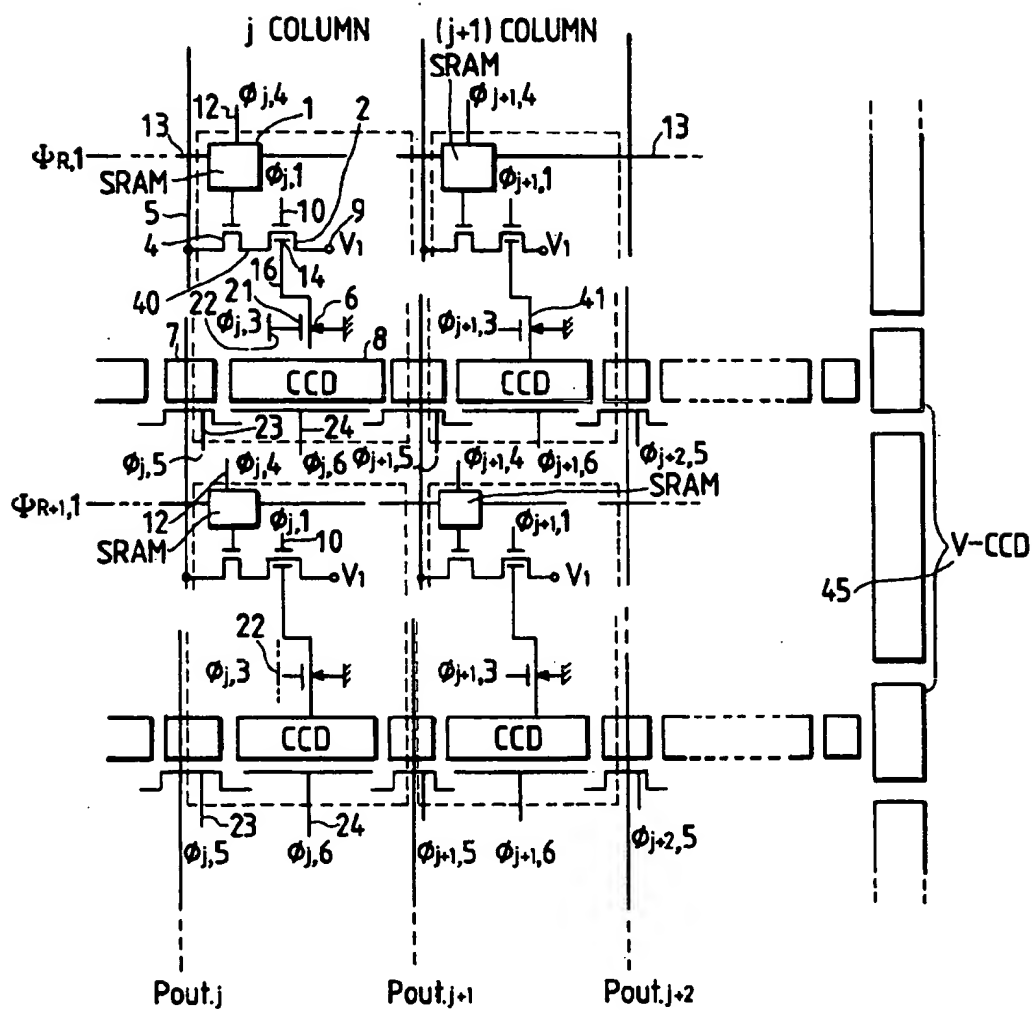 j COLUMN (j+1) COLUMN
SRAM
12 ϕj,4 1 2 ϕj+1,4
13 13
ΨR,1
SRAM ϕj,1 ϕj+1,1
5 10 9
4 V1 V1
16 14
40 21 6 41
22 ϕj,3 ϕj+1,3
7 8
CCD CCD
23 24
ϕj,5 ϕj,6 ϕj+1,5 ϕj+1,6 ϕj+2,5
ϕj,4 ϕj+1,4 SRAM
ΨR+1,1
12 ϕj,1 ϕj+1,1
SRAM 10
V-CCD
V1 V1 45
22
ϕj,3 ϕj+1,3
CCD CCD
23 24
ϕj,5 ϕj,6 ϕj+1,5 ϕj+1,6 ϕj+2,5
Pout.j Pout.j+1 Pout.j+2